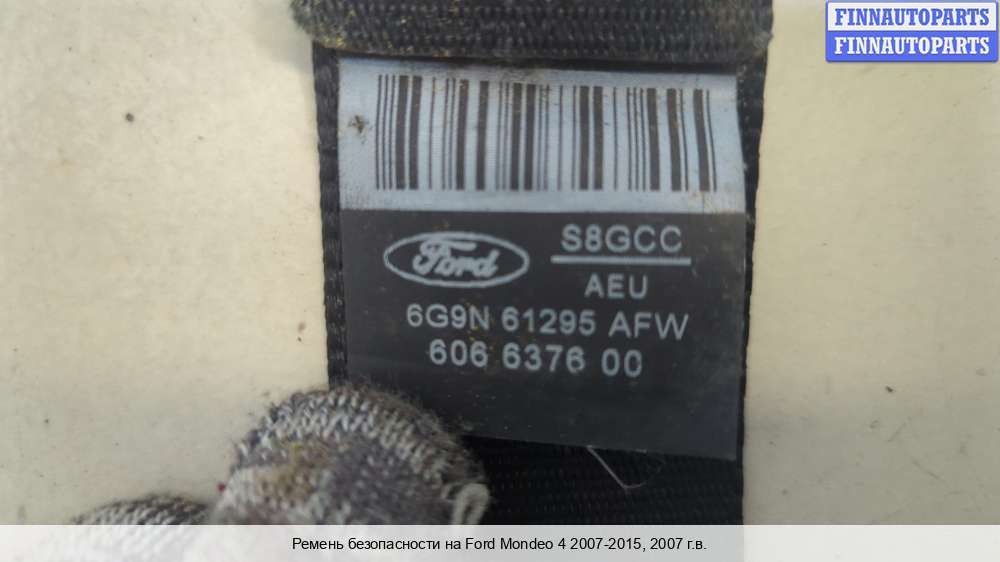 FINNAUTOPARTS
FINNAUTOPARTS
Ford
S8GCC
AEU
6G9N 61295 AFW
606 6376 00
Ремень безопасности на Ford Mondeo 4 2007-2015, 2007 г.в.